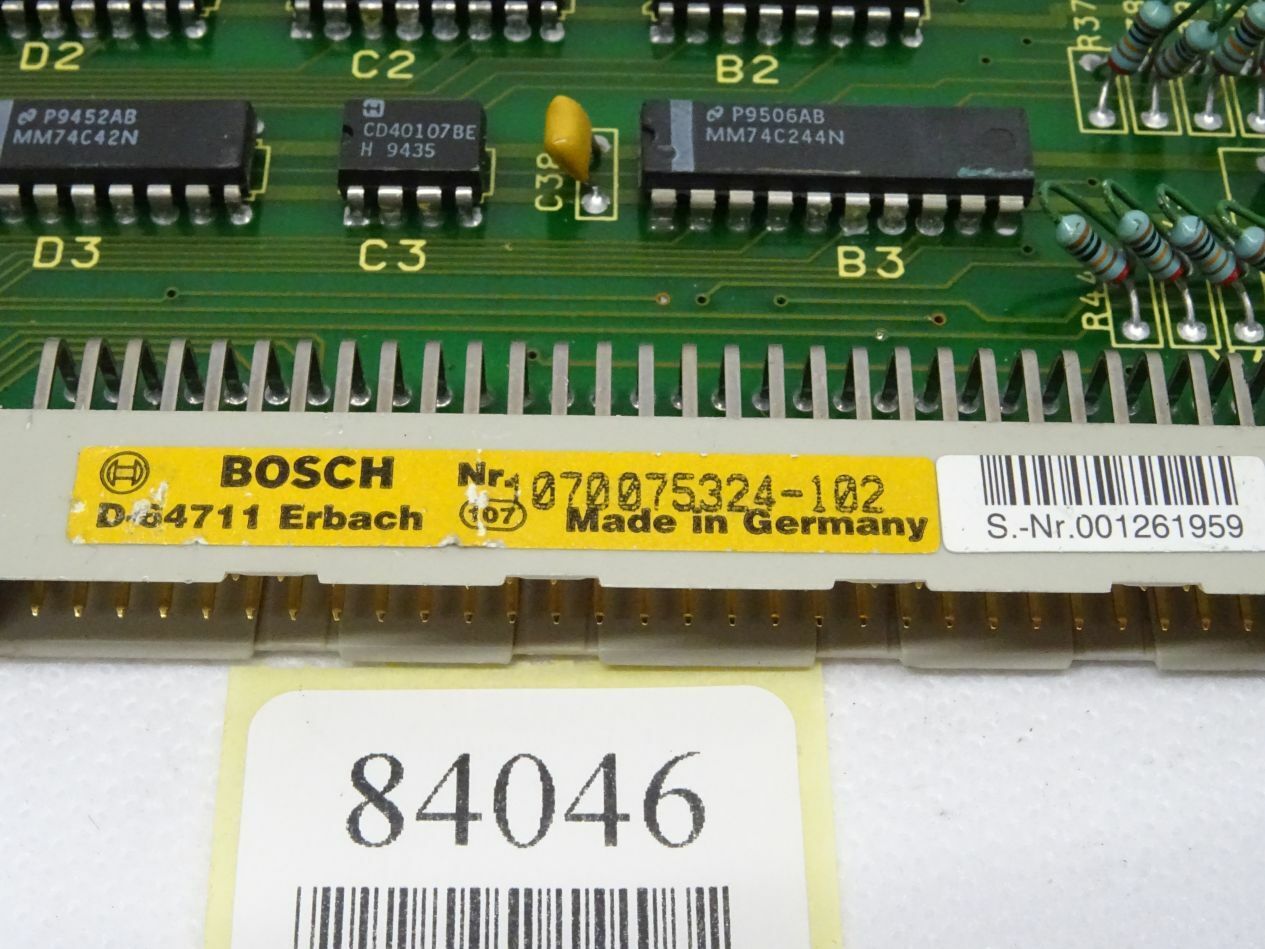 D2
C2
B2
R37
P9452AB
MM74C42N
CD40107BE
H 9435
P9506AB
MM74C244N
C38
D3
C3
B3
R44
BOSCH
Nr. 1070075324-102
D-64711 Erbach
107
Made in Germany
S.-Nr.001261959
84046